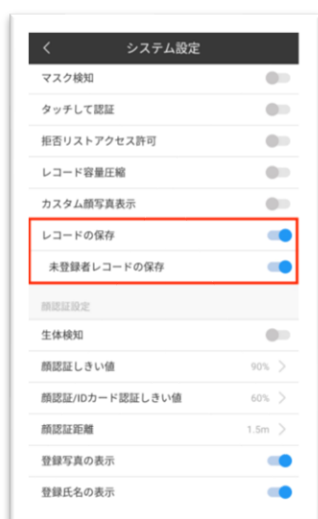 システム設定
マスク検知
タッチして認証
拒否リストアクセス許可
レコード容量圧縮
カスタム顔写真表示
レコードの保存
未登録者レコードの保存
顔認証設定
生体検知
顔認証しきい値 90%
顔認証/IDカード認証しきい値 60%
顔認証距離 1.5m
登録写真の表示
登録氏名の表示